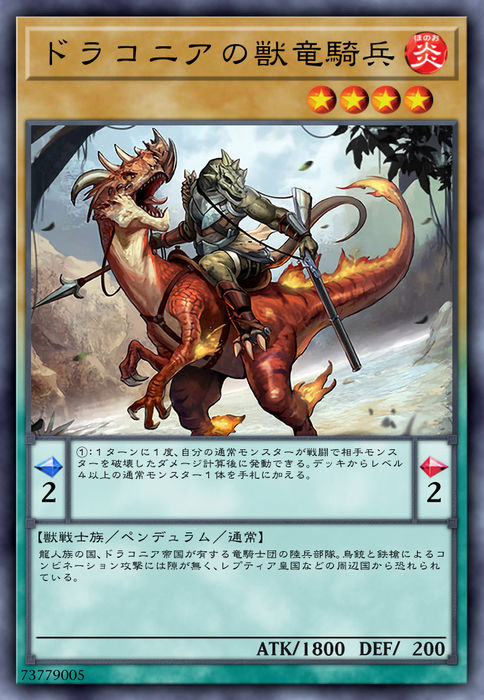 ドラコニアの獣竜騎兵
ほのお
炎
①:1ターンに1度、自分の通常モンスターが戦闘で相手モンス
ターを破壊したダメージ計算後に発動できる。デッキからレベル
4以上の通常モンスター1体を手札に加える。
2
2
【獣戦士族／ペンデュラム／通常】
龍人族の国、ドラコニア帝国が有する竜騎士団の陸兵部隊。鳥銃と鉄槍によるコ
ンビネーション攻撃には隙が無く、レプティア皇国などの周辺国から恐れられ
ている。
ATK/1800 DEF/ 200
73779005